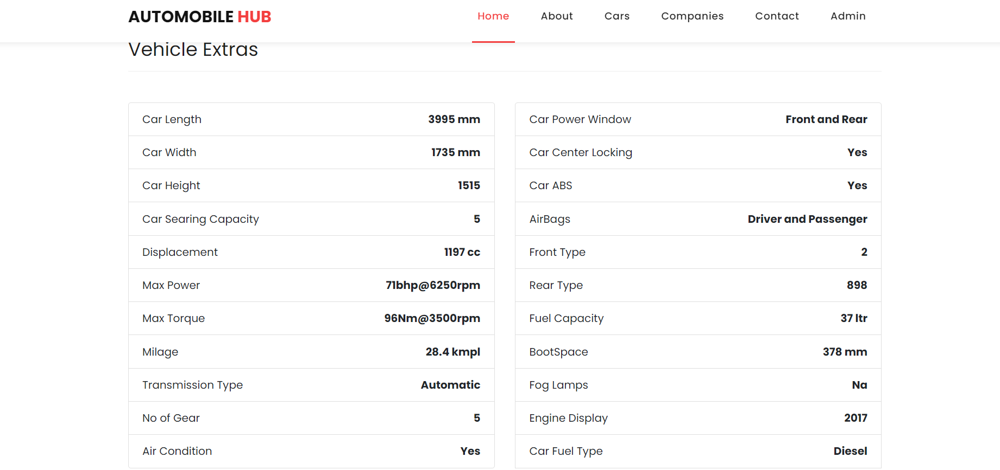 AUTOMOBILE HUB
Home About Cars Companies Contact Admin
Vehicle Extras
Car Length 3995 mm
Car Width 1735 mm
Car Height 1515
Car Searing Capacity 5
Displacement 1197 cc
Max Power 71bhp@6250rpm
Max Torque 96Nm@3500rpm
Milage 28.4 kmpl
Transmission Type Automatic
No of Gear 5
Air Condition Yes
Car Power Window Front and Rear
Car Center Locking Yes
Car ABS Yes
AirBags Driver and Passenger
Front Type 2
Rear Type 898
Fuel Capacity 37 ltr
BootSpace 378 mm
Fog Lamps Na
Engine Display 2017
Car Fuel Type Diesel